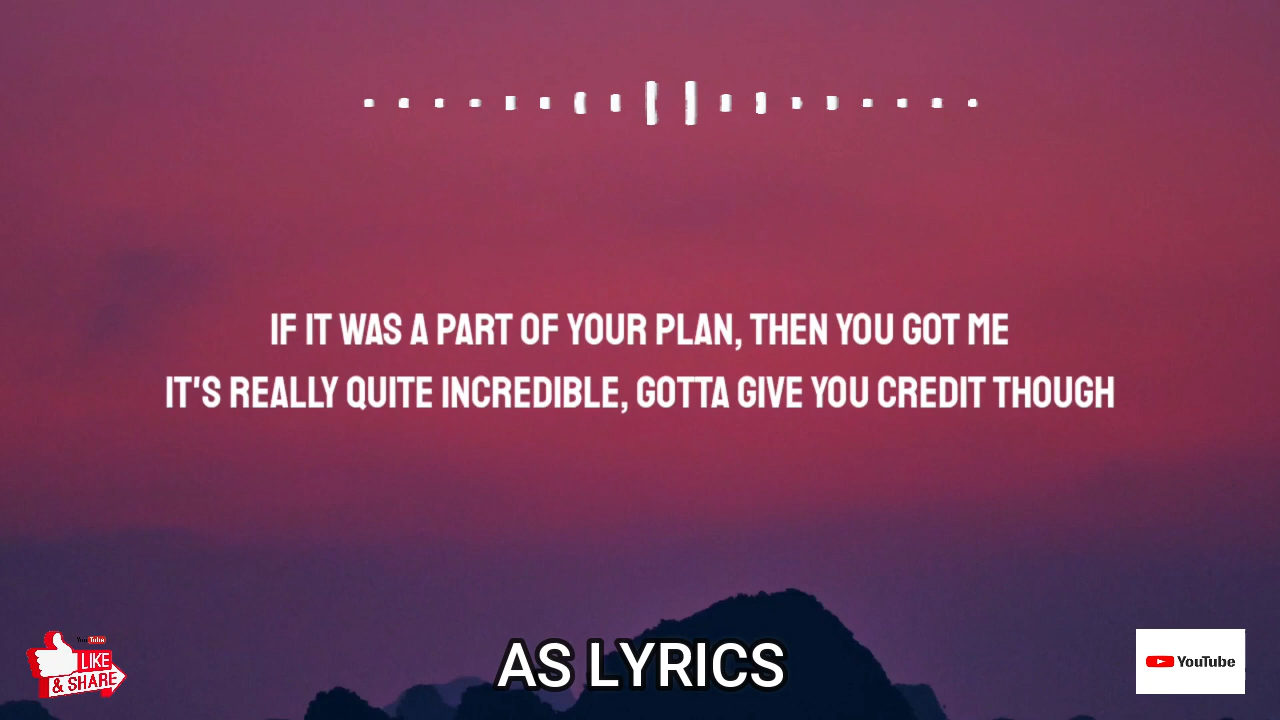 IF IT WAS A PART OF YOUR PLAN, THEN YOU GOT ME
IT'S REALLY QUITE INCREDIBLE, GOTTA GIVE YOU CREDIT THOUGH
YouTube
LIKE
& SHARE
AS LYRICS
YouTube